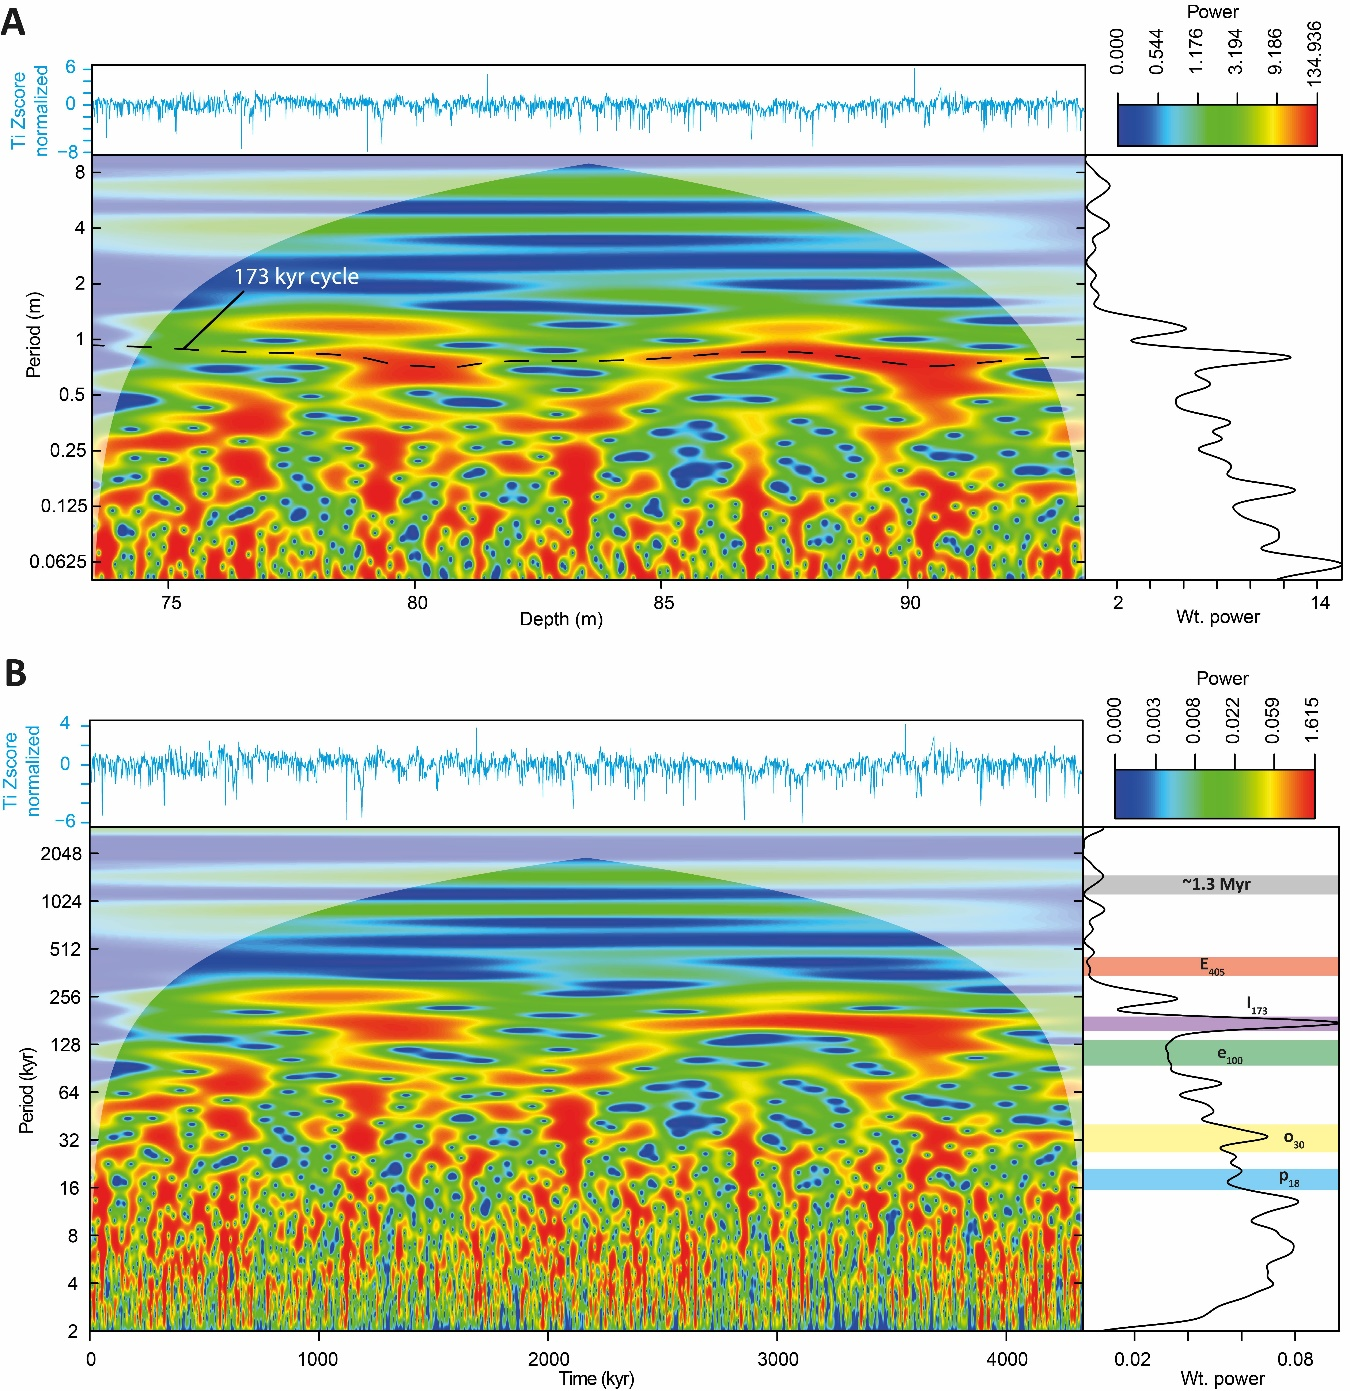 A
Power
0.000 0.544 1.176 3.194 9.186 134.936
Ti Zscore
normalized
6
0
−8
173 kyr cycle
Period (m)
8
4
2
1
0.5
0.25
0.125
0.0625
75 80 85 90
Depth (m)
2 14
Wt. power
B
Power
0.000 0.003 0.008 0.022 0.059 1.615
Ti Zscore
normalized
4
0
−6
Period (kyr)
2048
1024
512
256
128
64
32
16
8
4
2
~1.3 Myr
E405
I173
e100
o30
p18
0 1000 2000 3000 4000
Time (kyr)
0.02 0.08
Wt. power